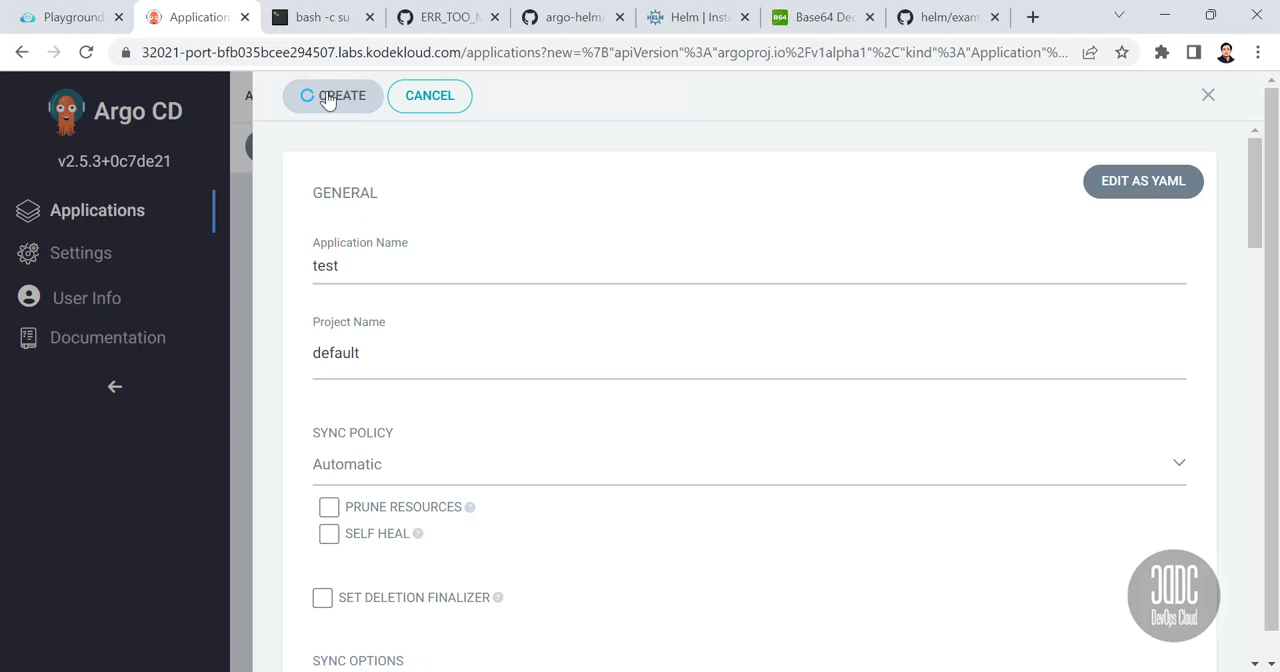 Playground
Application
bash -c su
ERR_TOO_M
argo-helm/
Helm | Inst
Base64 Dec
helm/exam
32021-port-bfb035bcee294507.labs.kodekloud.com/applications?new=%7B"apiVersion"%3A"argoproj.io%2Fv1alpha1"%2C"kind"%3A"Application"%...
Argo CD
v2.5.3+0c7de21
Applications
Settings
User Info
Documentation
A
CREATE
CANCEL
GENERAL
EDIT AS YAML
Application Name
test
Project Name
default
SYNC POLICY
Automatic
PRUNE RESOURCES
SELF HEAL
SET DELETION FINALIZER
SYNC OPTIONS
DevOps Cloud